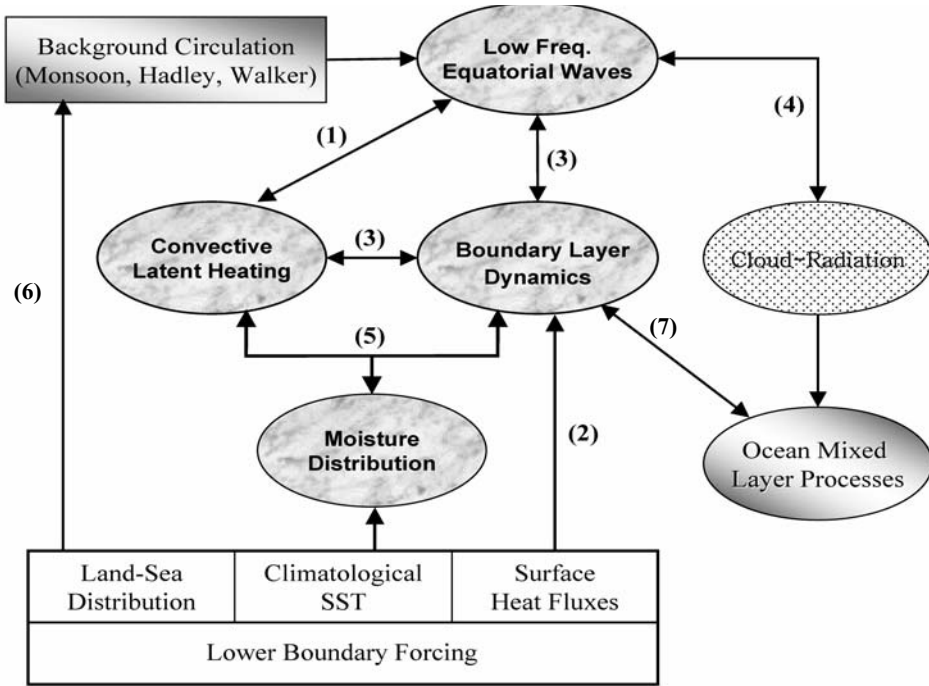 Background Circulation
(Monsoon, Hadley, Walker)
Low Freq.
Equatorial Waves
(1)
(3)
(4)
Convective
Latent Heating
(3)
Boundary Layer
Dynamics
Cloud-Radiation
(6)
(5)
(7)
Moisture
Distribution
(2)
Ocean Mixed
Layer Processes
Land-Sea
Distribution
Climatological
SST
Surface
Heat Fluxes
Lower Boundary Forcing